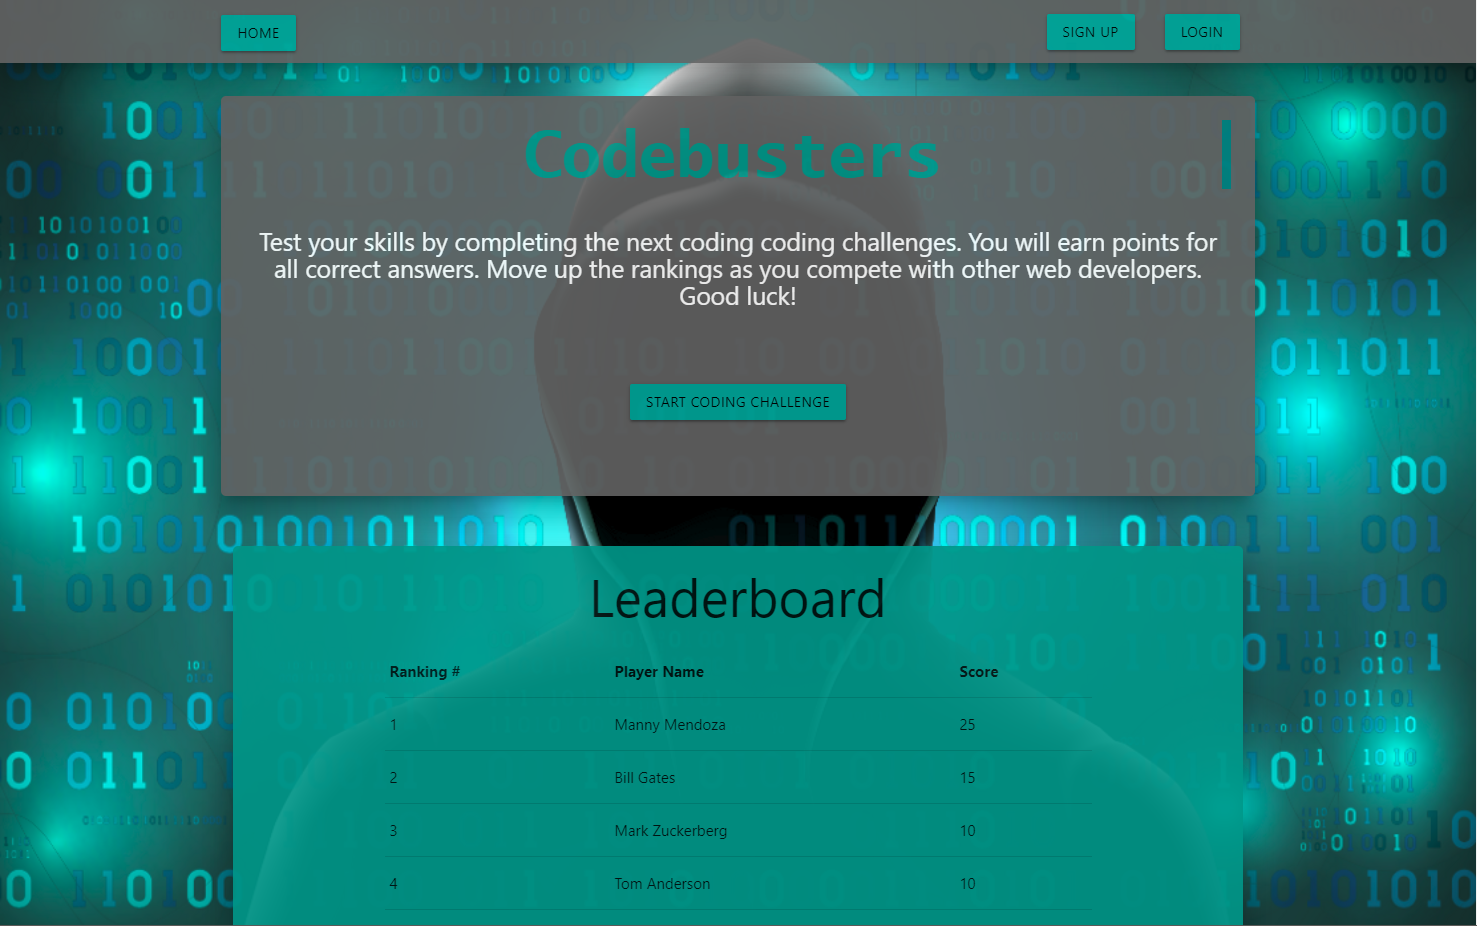 HOME
SIGN UP
LOGIN
Codebusters
Test your skills by completing the next coding coding challenges. You will earn points for
all correct answers. Move up the rankings as you compete with other web developers.
Good luck!
START CODING CHALLENGE
Leaderboard
Ranking # Player Name Score
1 Manny Mendoza 25
2 Bill Gates 15
3 Mark Zuckerberg 10
4 Tom Anderson 10